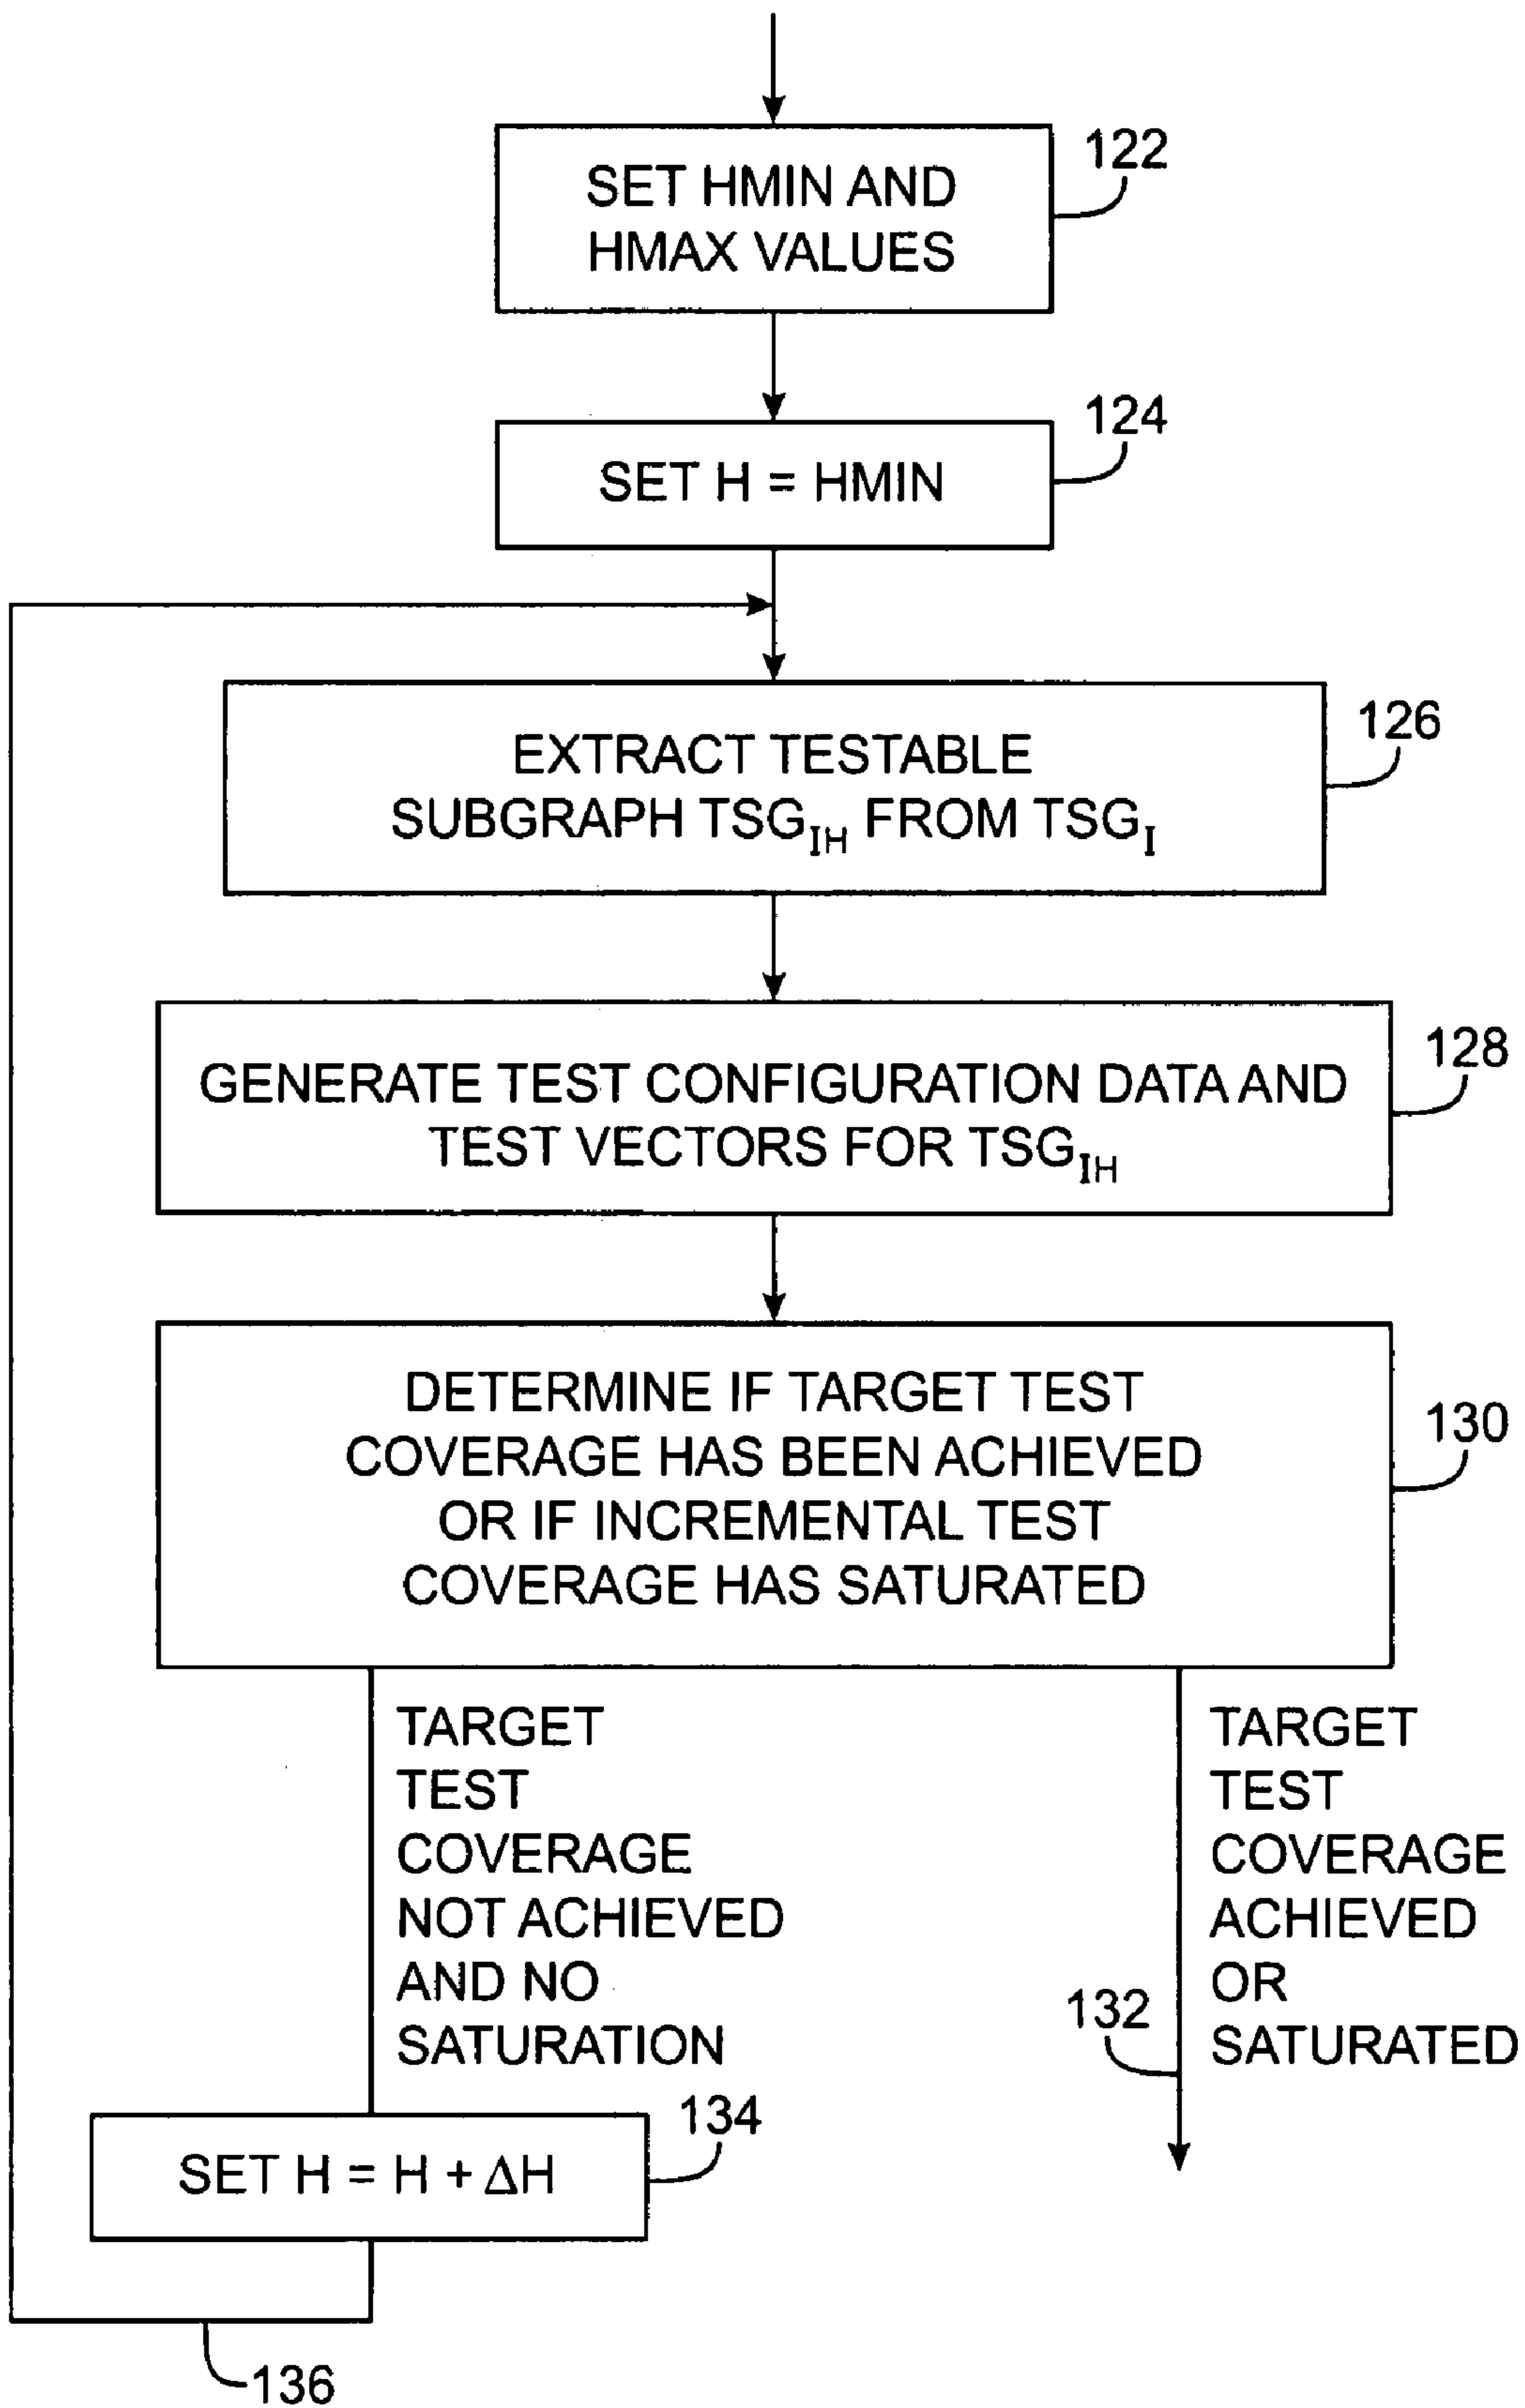 SET HMIN AND
HMAX VALUES
122
SET H = HMIN
124
EXTRACT TESTABLE
SUBGRAPH TSG_IH FROM TSG_I
126
GENERATE TEST CONFIGURATION DATA AND
TEST VECTORS FOR TSG_IH
128
DETERMINE IF TARGET TEST
COVERAGE HAS BEEN ACHIEVED
OR IF INCREMENTAL TEST
COVERAGE HAS SATURATED
130
TARGET
TEST
COVERAGE
NOT ACHIEVED
AND NO
SATURATION
TARGET
TEST
COVERAGE
ACHIEVED
OR
SATURATED
132
SET H = H + ΔH
134
136